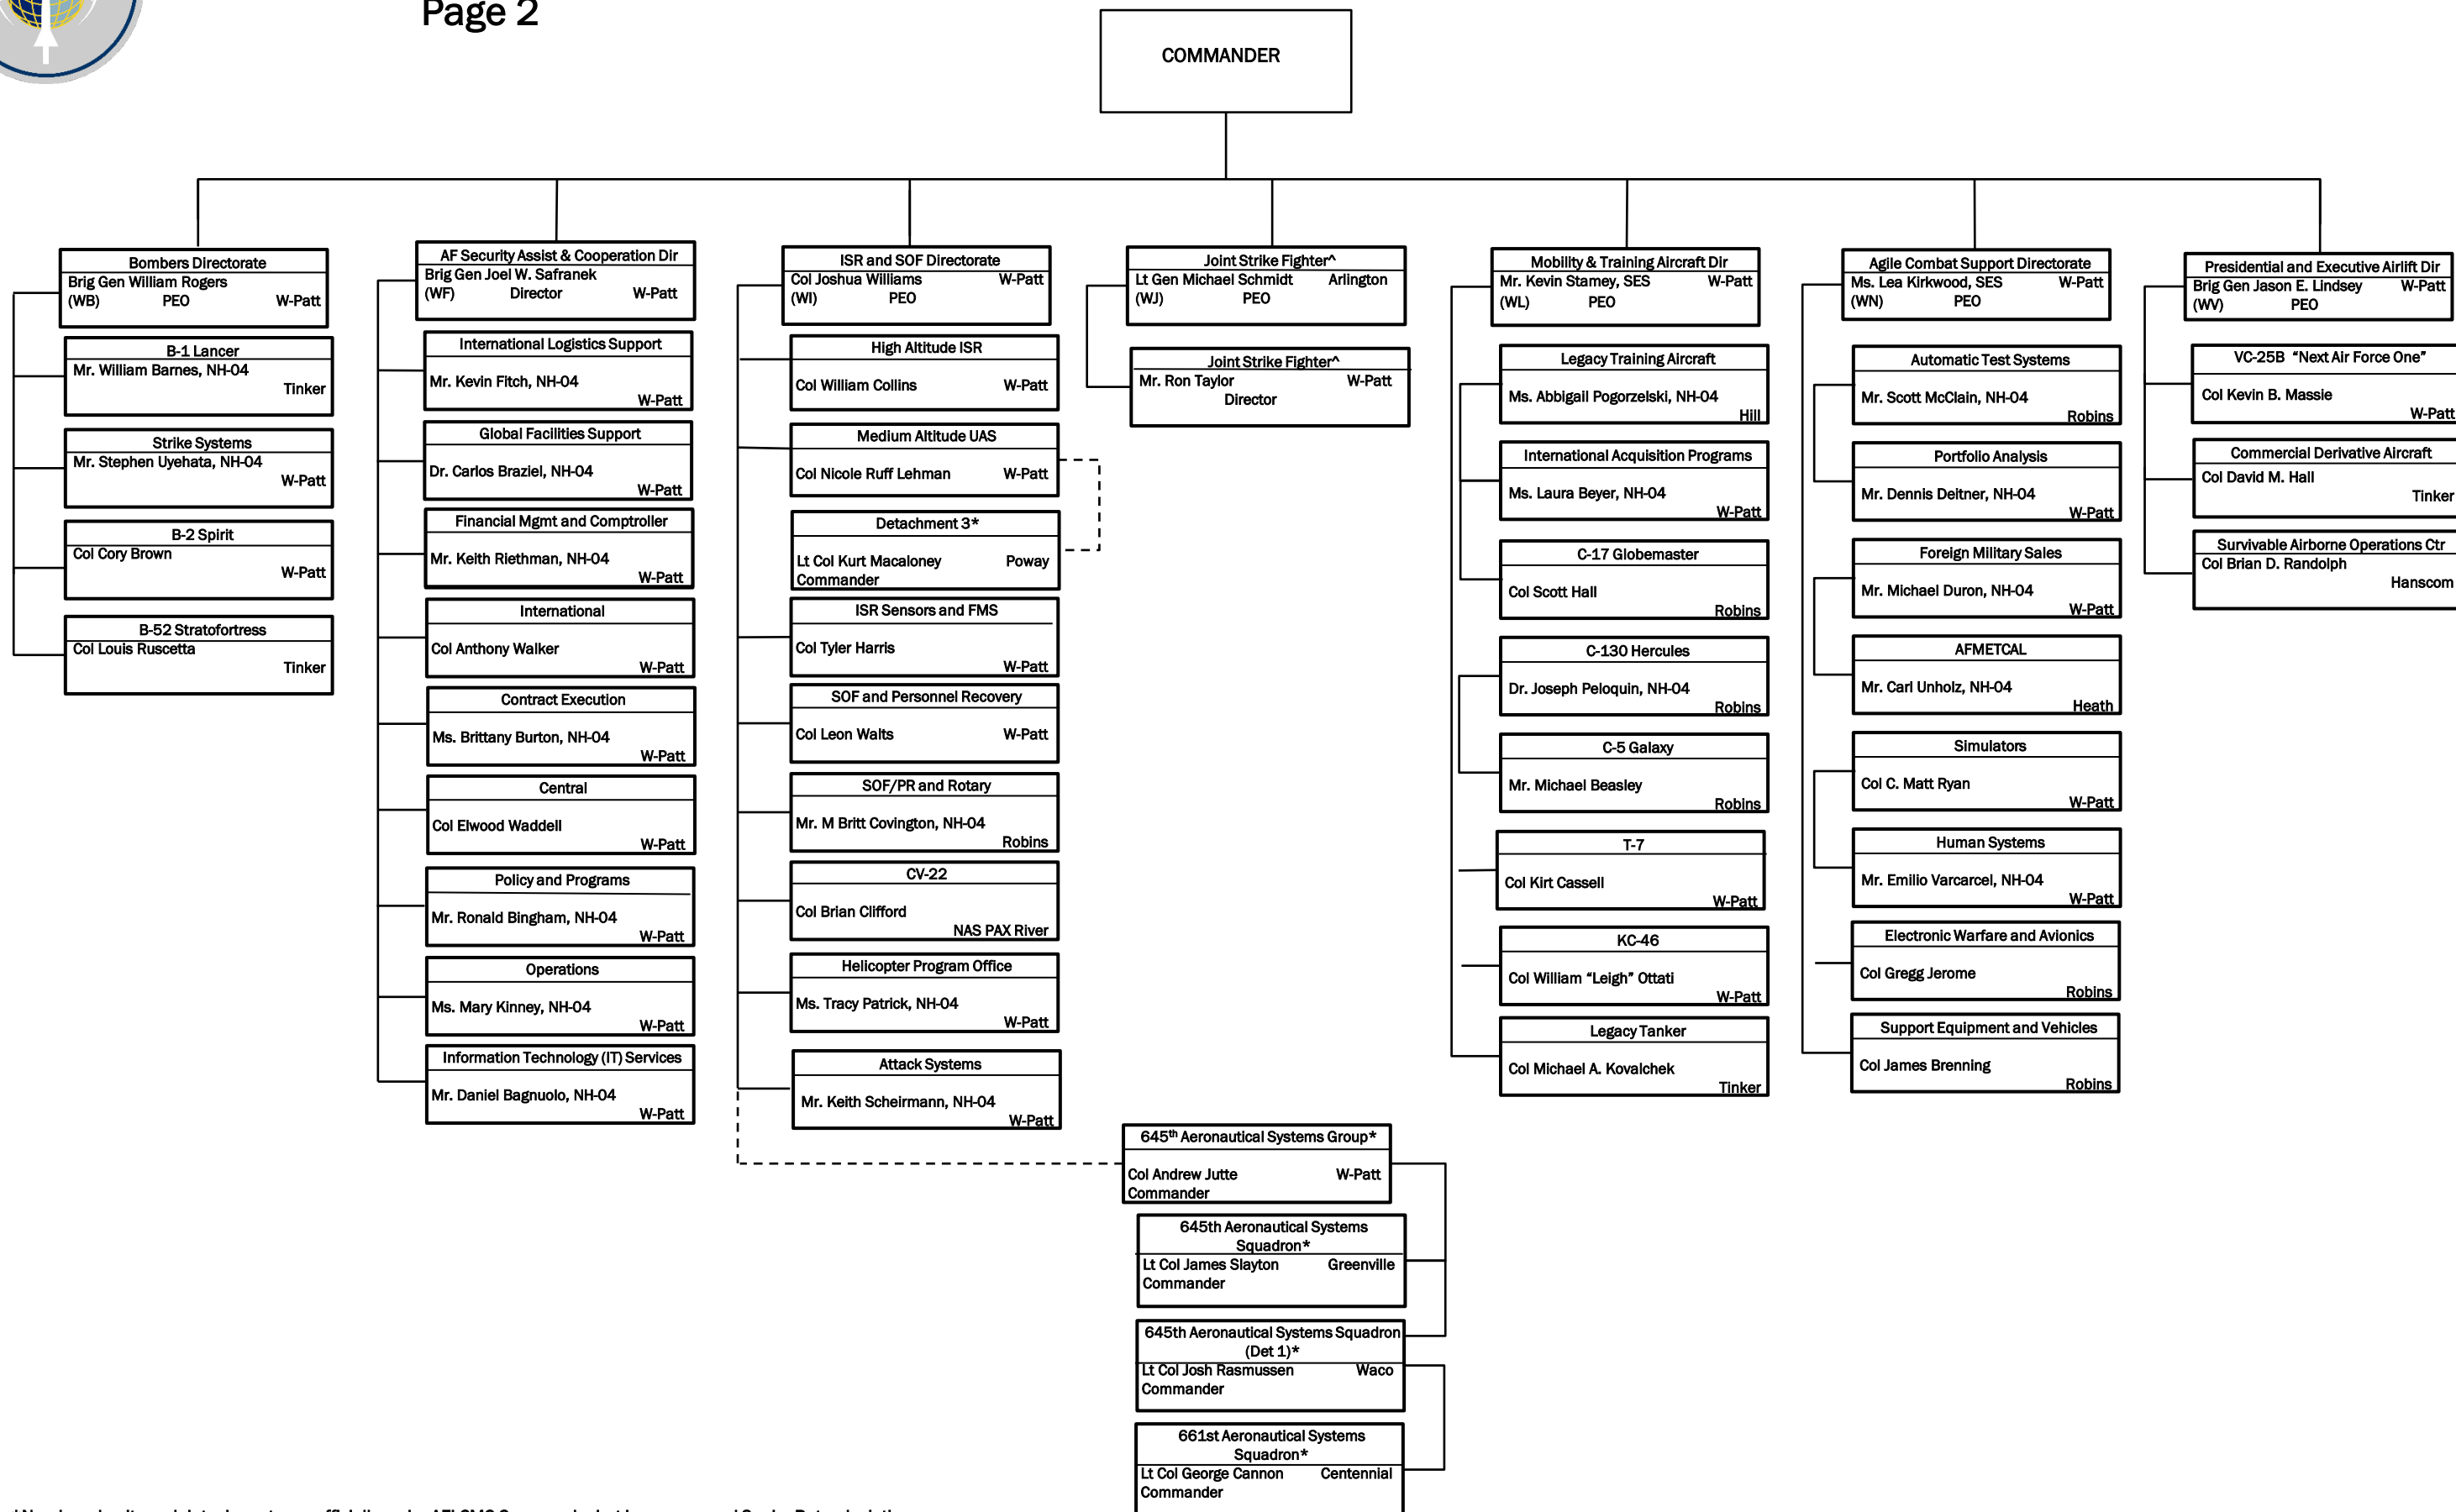 Page 2
COMMANDER
Bombers Directorate
Brig Gen William Rogers
(WB) PEO W-Patt
B-1 Lancer
Mr. William Barnes, NH-04
Tinker
Strike Systems
Mr. Stephen Uyehata, NH-04
W-Patt
B-2 Spirit
Col Cory Brown
W-Patt
B-52 Stratofortress
Col Louis Ruscetta
Tinker
AF Security Assist & Cooperation Dir
Brig Gen Joel W. Safranek
(WF) Director W-Patt
International Logistics Support
Mr. Kevin Fitch, NH-04
W-Patt
Global Facilities Support
Dr. Carlos Braziel, NH-04
W-Patt
Financial Mgmt and Comptroller
Mr. Keith Riethman, NH-04
W-Patt
International
Col Anthony Walker
W-Patt
Contract Execution
Ms. Brittany Burton, NH-04
W-Patt
Central
Col Elwood Waddell
W-Patt
Policy and Programs
Mr. Ronald Bingham, NH-04
W-Patt
Operations
Ms. Mary Kinney, NH-04
W-Patt
Information Technology (IT) Services
Mr. Daniel Bagnuolo, NH-04
W-Patt
ISR and SOF Directorate
Col Joshua Williams W-Patt
(WI) PEO
High Altitude ISR
Col William Collins W-Patt
Medium Altitude UAS
Col Nicole Ruff Lehman W-Patt
Detachment 3*
Lt Col Kurt Macaloney Poway
Commander
ISR Sensors and FMS
Col Tyler Harris
W-Patt
SOF and Personnel Recovery
Col Leon Walts W-Patt
SOF/PR and Rotary
Mr. M Britt Covington, NH-04
Robins
CV-22
Col Brian Clifford
NAS PAX River
Helicopter Program Office
Ms. Tracy Patrick, NH-04
W-Patt
Attack Systems
Mr. Keith Scheirmann, NH-04
W-Patt
Joint Strike Fighter^
Lt Gen Michael Schmidt Arlington
(WJ) PEO
Joint Strike Fighter^
Mr. Ron Taylor W-Patt
Director
645th Aeronautical Systems Group*
Col Andrew Jutte W-Patt
Commander
645th Aeronautical Systems
Squadron*
Lt Col James Slayton Greenville
Commander
645th Aeronautical Systems Squadron
(Det 1)*
Lt Col Josh Rasmussen Waco
Commander
661st Aeronautical Systems
Squadron*
Lt Col George Cannon Centennial
Commander
Mobility & Training Aircraft Dir
Mr. Kevin Stamey, SES W-Patt
(WL) PEO
Legacy Training Aircraft
Ms. Abbigail Pogorzelski, NH-04
Hill
International Acquisition Programs
Ms. Laura Beyer, NH-04
W-Patt
C-17 Globemaster
Col Scott Hall
Robins
C-130 Hercules
Dr. Joseph Peloquin, NH-04
Robins
C-5 Galaxy
Mr. Michael Beasley
Robins
T-7
Col Kirt Cassell
W-Patt
KC-46
Col William “Leigh” Ottati
W-Patt
Legacy Tanker
Col Michael A. Kovalchek
Tinker
Agile Combat Support Directorate
Ms. Lea Kirkwood, SES W-Patt
(WN) PEO
Automatic Test Systems
Mr. Scott McClain, NH-04
Robins
Portfolio Analysis
Mr. Dennis Deitner, NH-04
W-Patt
Foreign Military Sales
Mr. Michael Duron, NH-04
W-Patt
AFMETCAL
Mr. Carl Unholz, NH-04
Heath
Simulators
Col C. Matt Ryan
W-Patt
Human Systems
Mr. Emilio Varcarcel, NH-04
W-Patt
Electronic Warfare and Avionics
Col Gregg Jerome
Robins
Support Equipment and Vehicles
Col James Brenning
Robins
Presidential and Executive Airlift Dir
Brig Gen Jason E. Lindsey W-Patt
(WV) PEO
VC-25B “Next Air Force One”
Col Kevin B. Massie
W-Patt
Commercial Derivative Aircraft
Col David M. Hall
Tinker
Survivable Airborne Operations Ctr
Col Brian D. Randolph
Hanscom